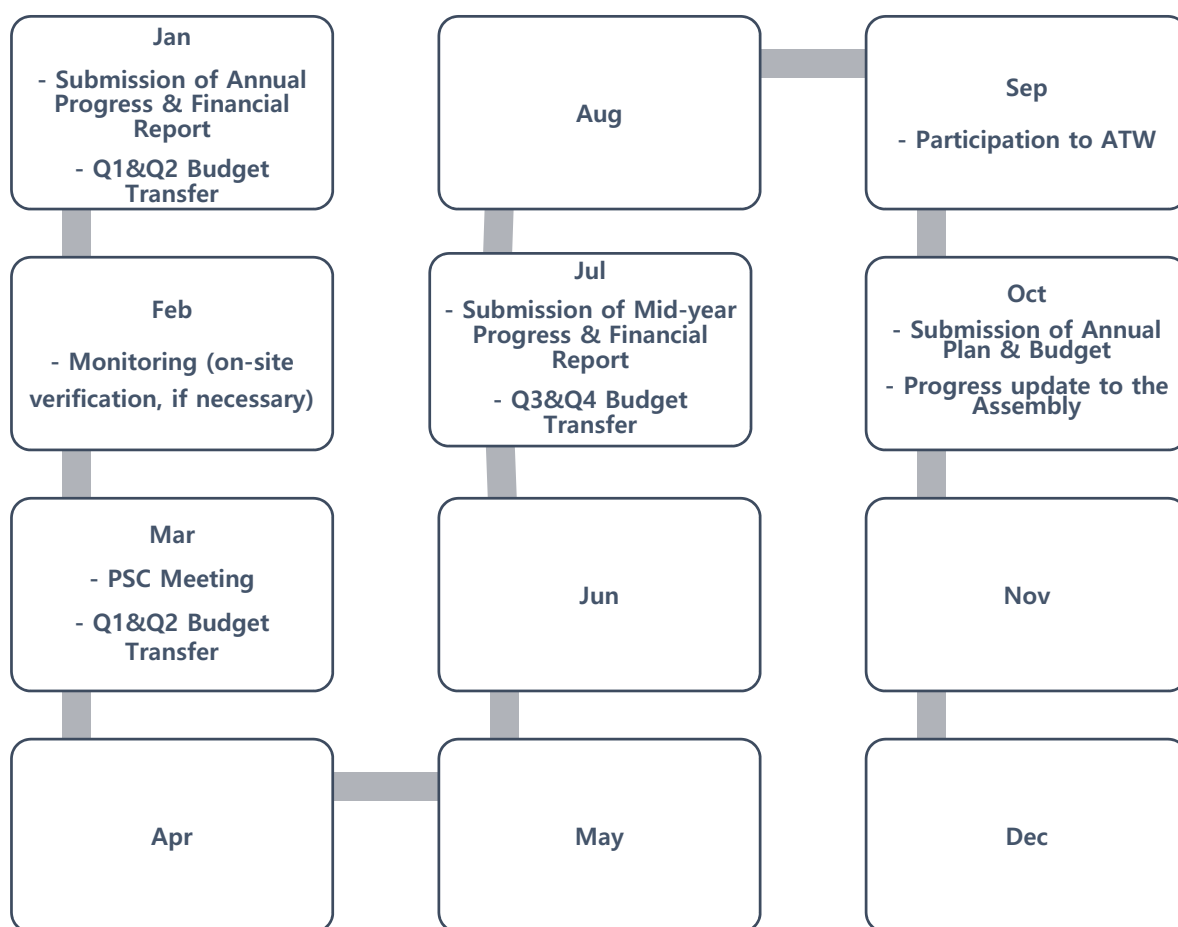 Jan
- Submission of Annual
Progress & Financial
Report
- Q1&Q2 Budget
Transfer
Feb
- Monitoring (on-site
verification, if necessary)
Mar
- PSC Meeting
- Q1&Q2 Budget
Transfer
Apr
May
Jun
Jul
- Submission of Mid-year
Progress & Financial
Report
- Q3&Q4 Budget
Transfer
Aug
Sep
- Participation to ATW
Oct
- Submission of Annual
Plan & Budget
- Progress update to the
Assembly
Nov
Dec